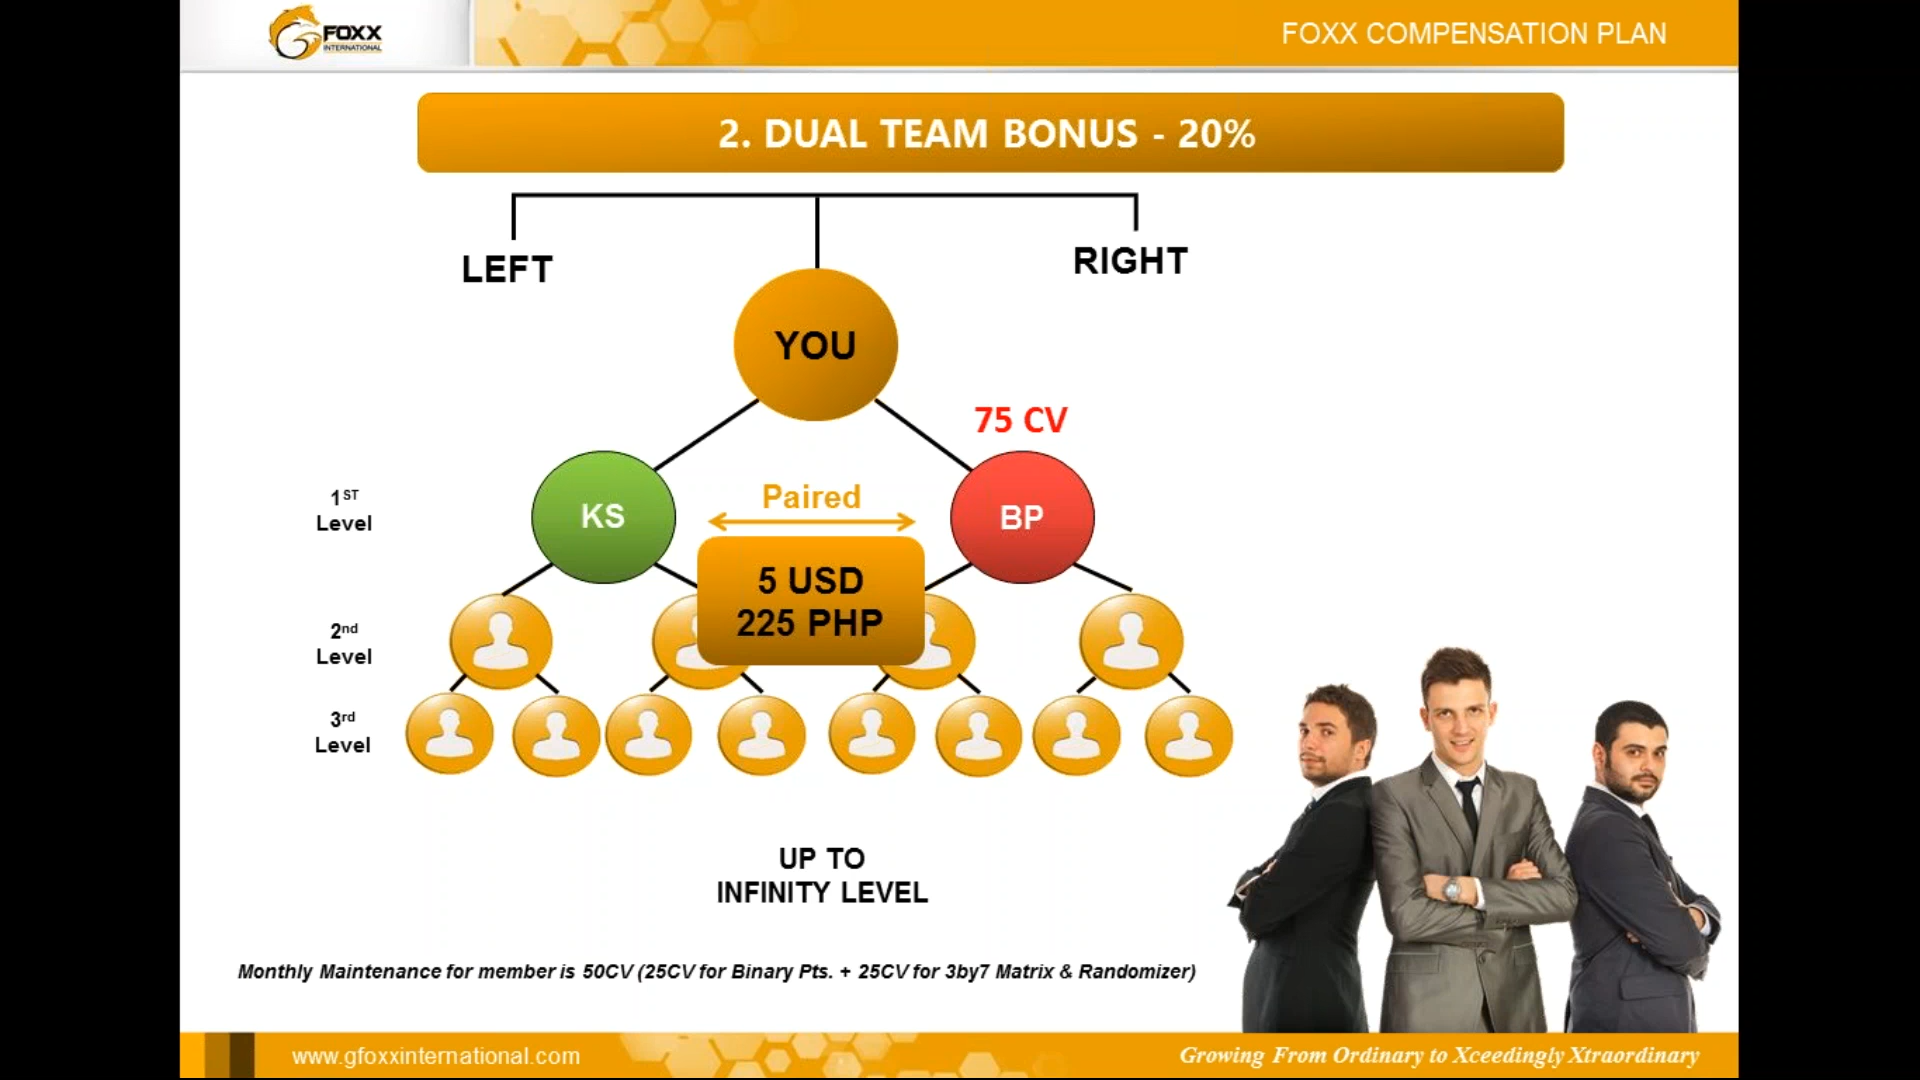 FOXX
INTERNATIONAL
FOXX COMPENSATION PLAN
2. DUAL TEAM BONUS - 20%
LEFT
RIGHT
YOU
75 CV
1ST
Level
KS
Paired
BP
5 USD
225 PHP
2nd
Level
3rd
Level
UP TO
INFINITY LEVEL
Monthly Maintenance for member is 50CV (25CV for Binary Pts. + 25CV for 3by7 Matrix & Randomizer)
www.gfoxxinternational.com
Growing From Ordinary to Xceedingly Xtraordinary